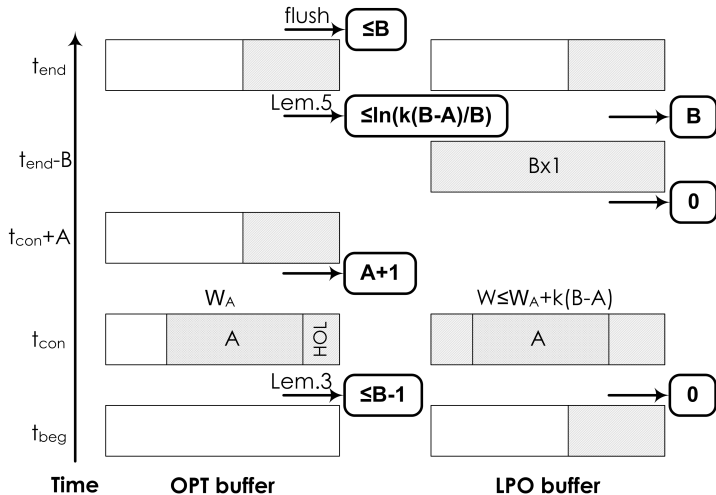 flush
≤B
t_end
Lem.5
≤ln(k(B-A)/B)
B
t_end-B
Bx1
0
t_con+A
A+1
W_A
W≤W_A+k(B-A)
t_con
A
HOL
A
Lem.3
≤B-1
0
t_beg
Time
OPT buffer
LPO buffer